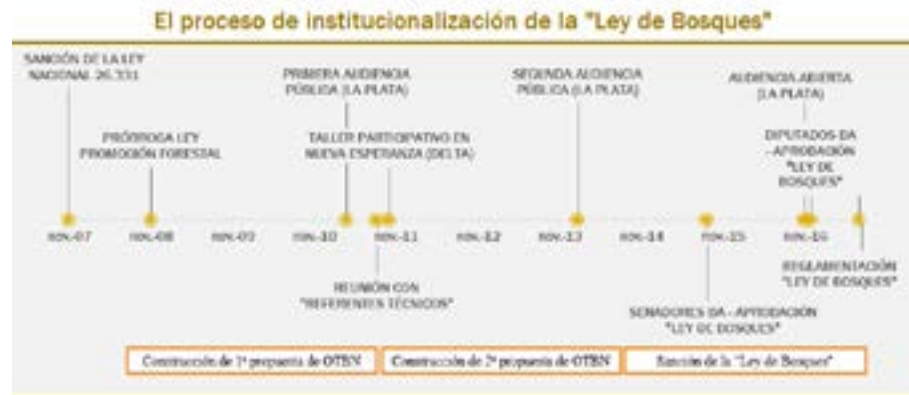 El proceso de institucionalización de la "Ley de Bosques"
SANCIÓN DE LA LEY
NACIONAL 26.331
PRIMERA AUDIENCIA
PÚBLICA (LA PLATA)
SEGUNDA AUDIENCIA
PÚBLICA (LA PLATA)
AUDIENCIA ABIERTA
(LA PLATA)
PRÓRROGA LEY
PROMOCIÓN FORESTAL
TALLER PARTICIPATIVO EN
NUEVA ESPERANZA (DELTA)
DIPUTADOS BA
- APROBACIÓN
"LEY DE
BOSQUES"
nov.-07
nov.-08
nov.-09
nov.-10
nov.-11
nov.-12
nov.-13
nov.-14
nov.-15
nov.-16
REUNIÓN CON
"REFERENTES TÉCNICOS"
REGLAMENTACIÓN
"LEY DE BOSQUES"
SENADORES BA - APROBACIÓN
"LEY DE BOSQUES"
Construcción de 1ª propuesta de OTBN
Construcción de 2ª propuesta de OTBN
Sanción de la "Ley de Bosques"